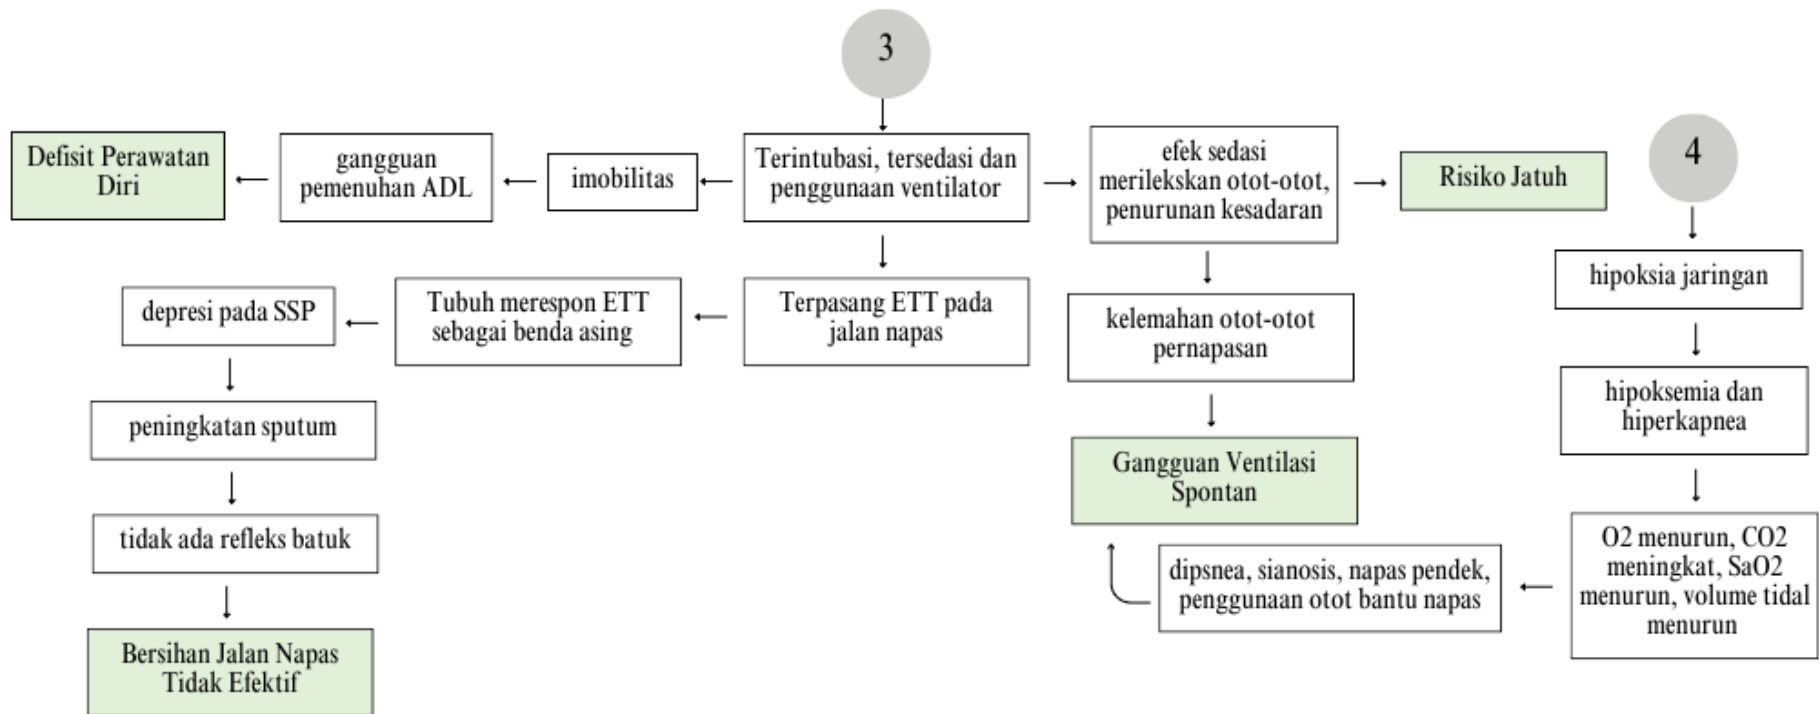 3
4
Defisit Perawatan
Diri
gangguan
pemenuhan ADL
imobilitas
Terintubasi, tersedasi dan
penggunaan ventilator
efek sedasi
merilekskan otot-otot,
penurunan kesadaran
Risiko Jatuh
hipoksia jaringan
depresi pada SSP
Tubuh merespon ETT
sebagai benda asing
Terpasang ETT pada
jalan napas
kelemahan otot-otot
pernapasan
hipoksemia dan
hiperkapnea
peningkatan sputum
Gangguan Ventilasi
Spontan
tidak ada refleks batuk
dipsnea, sianosis, napas pendek,
penggunaan otot bantu napas
O2 menurun, CO2
meningkat, SaO2
menurun, volume tidal
menurun
Bersihan Jalan Napas
Tidak Efektif